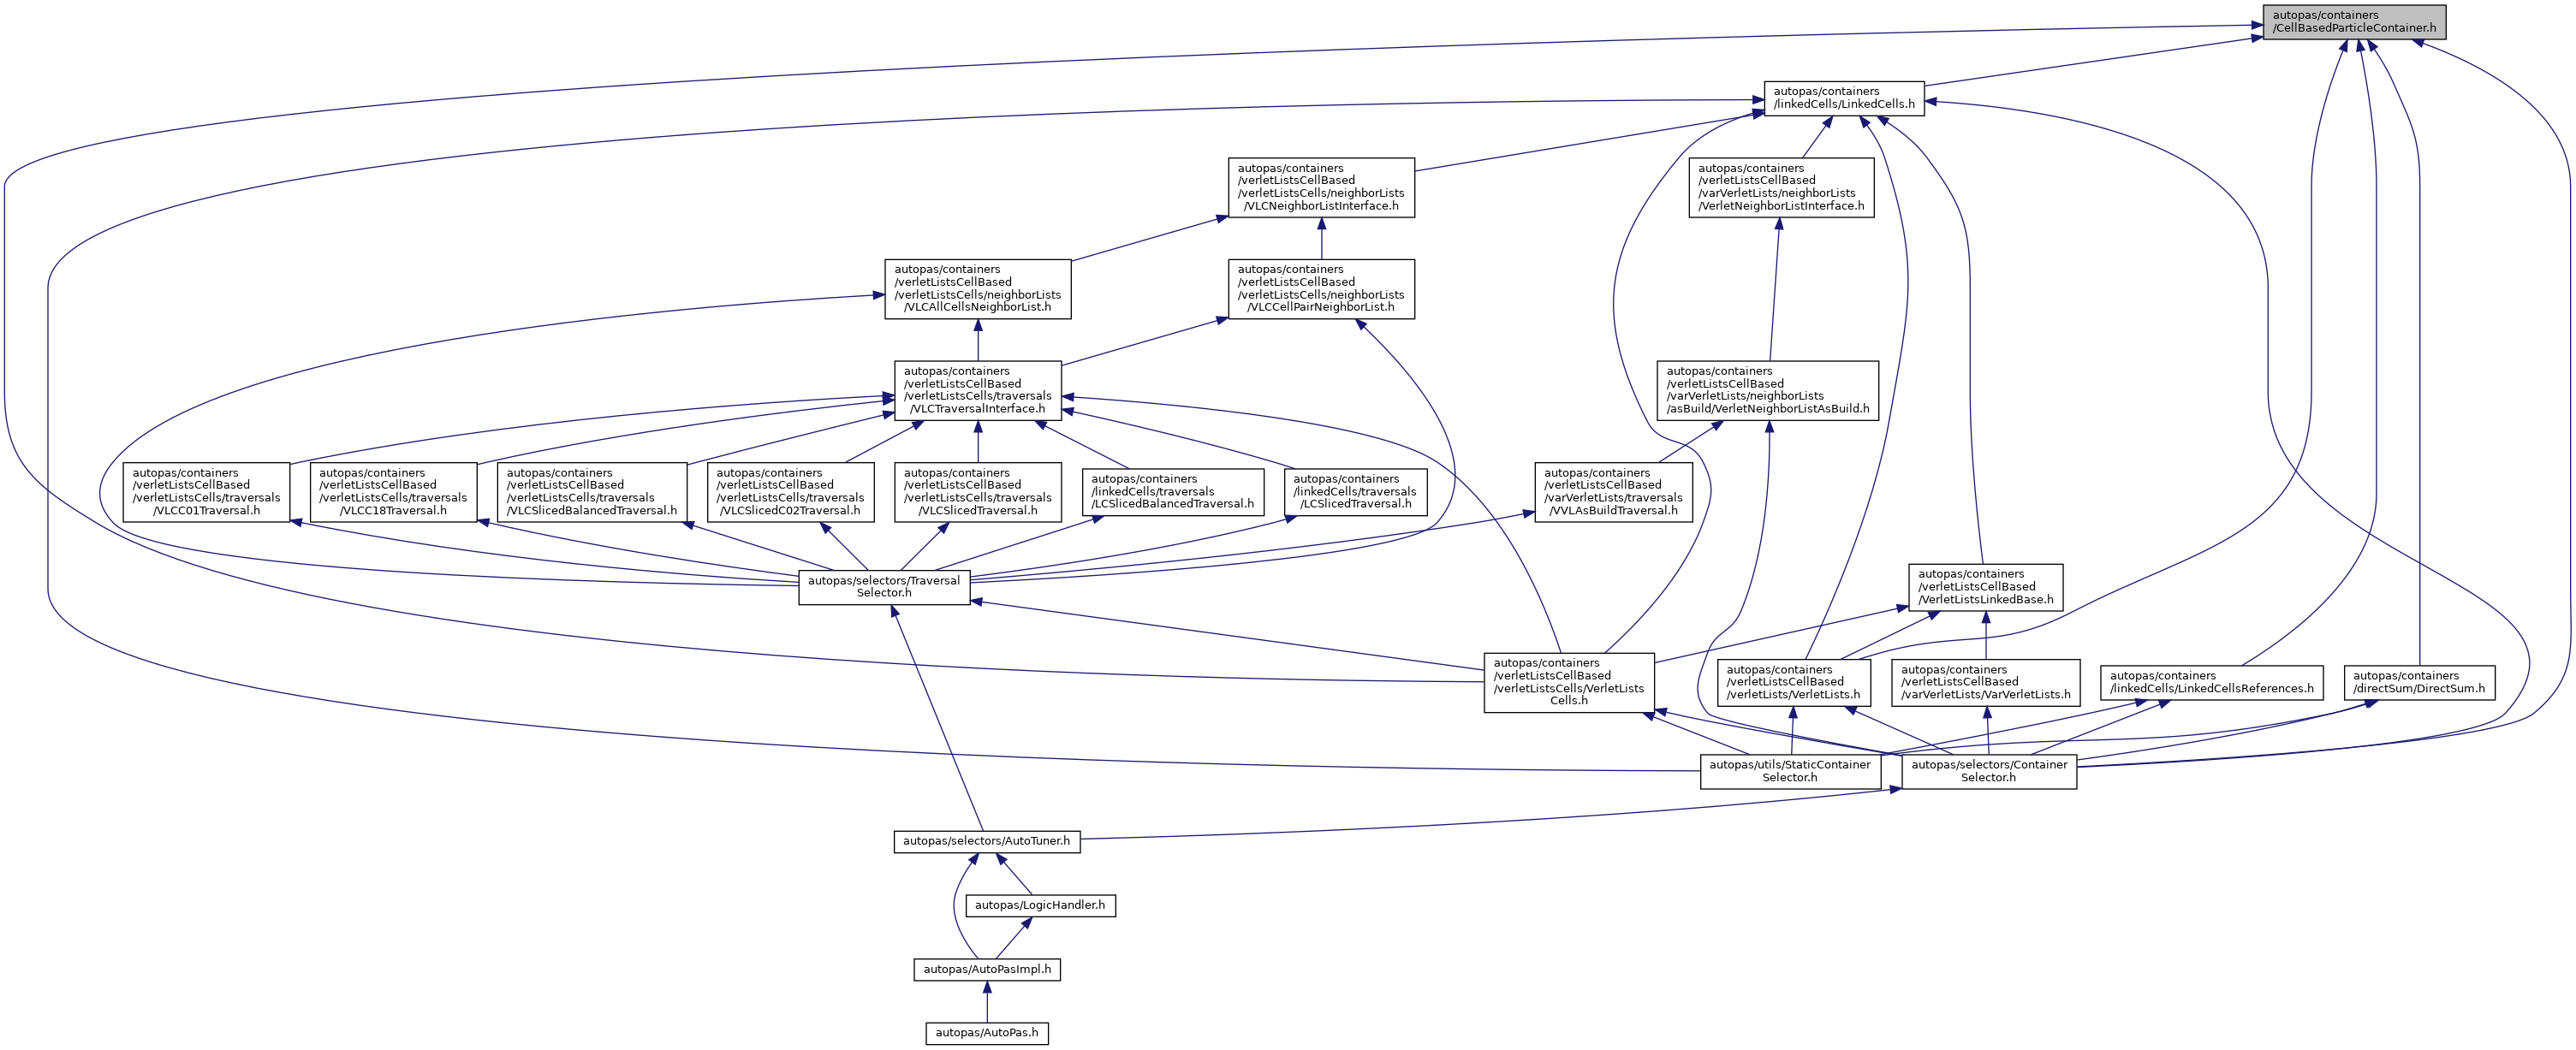 autopas/containers
/CellBasedParticleContainer.h
autopas/containers
/linkedCells/LinkedCells.h
autopas/containers
/verletListsCellBased
/verletListsCells/neighborLists
/VLCNeighborListInterface.h
autopas/containers
/verletListsCellBased
/varVerletLists/neighborLists
/VerletNeighborListInterface.h
autopas/containers
/verletListsCellBased
/verletListsCells/neighborLists
/VLCAllCellsNeighborList.h
autopas/containers
/verletListsCellBased
/verletListsCells/neighborLists
/VLCCellPairNeighborList.h
autopas/containers
/verletListsCellBased
/verletListsCells/traversals
/VLCTraversalInterface.h
autopas/containers
/verletListsCellBased
/varVerletLists/neighborLists
/asBuild/VerletNeighborListAsBuild.h
autopas/containers
/verletListsCellBased
/verletListsCells/traversals
/VLCC01Traversal.h
autopas/containers
/verletListsCellBased
/verletListsCells/traversals
/VLCC18Traversal.h
autopas/containers
/verletListsCellBased
/verletListsCells/traversals
/VLCSlicedBalancedTraversal.h
autopas/containers
/verletListsCellBased
/verletListsCells/traversals
/VLCSlicedC02Traversal.h
autopas/containers
/verletListsCellBased
/verletListsCells/traversals
/VLCSlicedTraversal.h
autopas/containers
/linkedCells/traversals
/LCSlicedBalancedTraversal.h
autopas/containers
/linkedCells/traversals
/LCSlicedTraversal.h
autopas/containers
/verletListsCellBased
/varVerletLists/traversals
/VVLAsBuildTraversal.h
autopas/selectors/Traversal
Selector.h
autopas/containers
/verletListsCellBased
/VerletListsLinkedBase.h
autopas/containers
/verletListsCellBased
/verletListsCells/VerletLists
Cells.h
autopas/containers
/verletListsCellBased
/verletLists/VerletLists.h
autopas/containers
/verletListsCellBased
/varVerletLists/VarVerletLists.h
autopas/containers
/linkedCells/LinkedCellsReferences.h
autopas/containers
/directSum/DirectSum.h
autopas/utils/StaticContainer
Selector.h
autopas/selectors/Container
Selector.h
autopas/selectors/AutoTuner.h
autopas/LogicHandler.h
autopas/AutoPasImpl.h
autopas/AutoPas.h